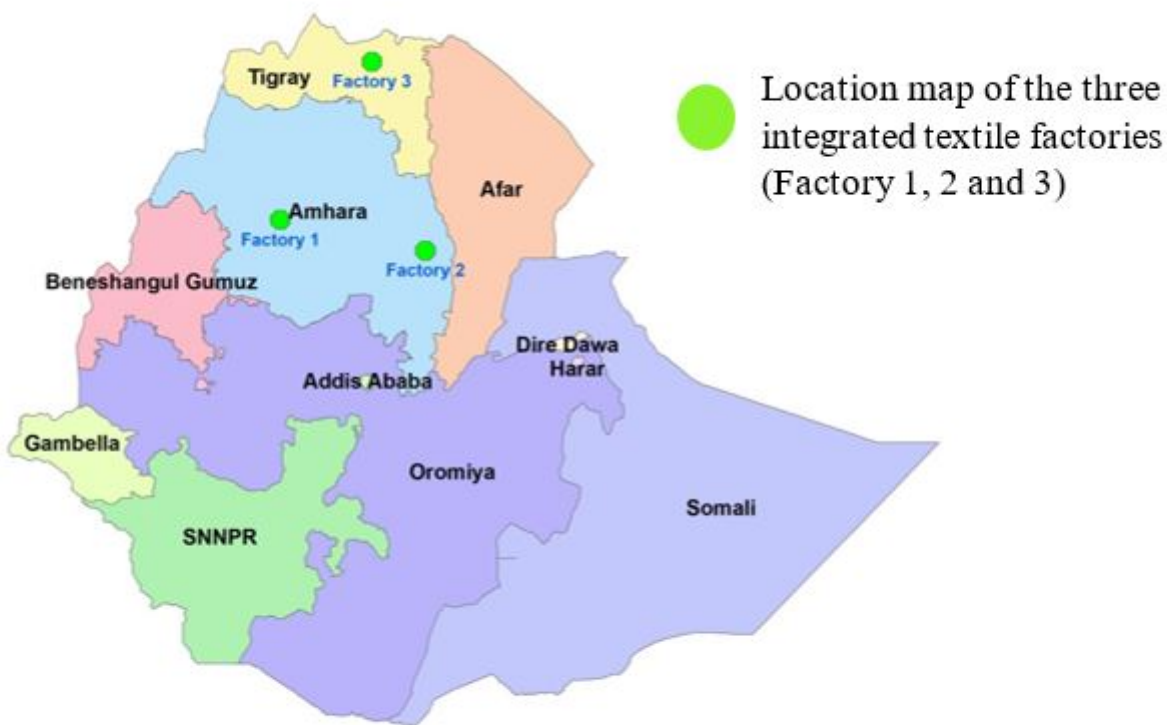 Tigray
Factory 3
Location map of the three
integrated textile factories
(Factory 1, 2 and 3)
Afar
Amhara
Factory 1
Factory 2
Beneshangul Gumuz
Dire Dawa
Harar
Addis Ababa
Gambella
Oromiya
Somali
SNNPR